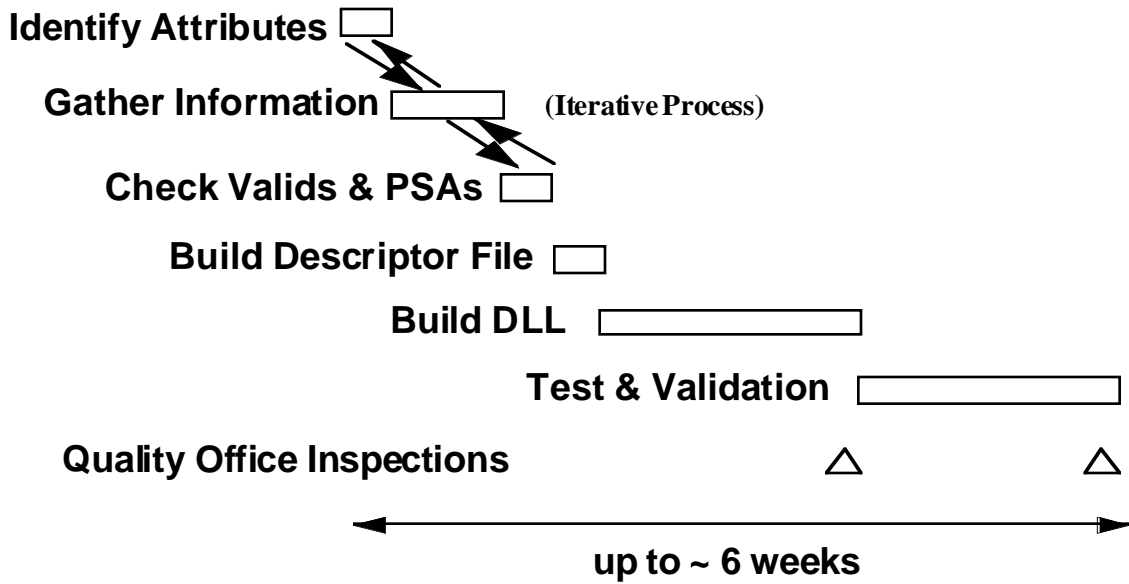 Identify Attributes
Gather Information
(Iterative Process)
Check Valids & PSAs
Build Descriptor File
Build DLL
Test & Validation
Quality Office Inspections
up to ~ 6 weeks